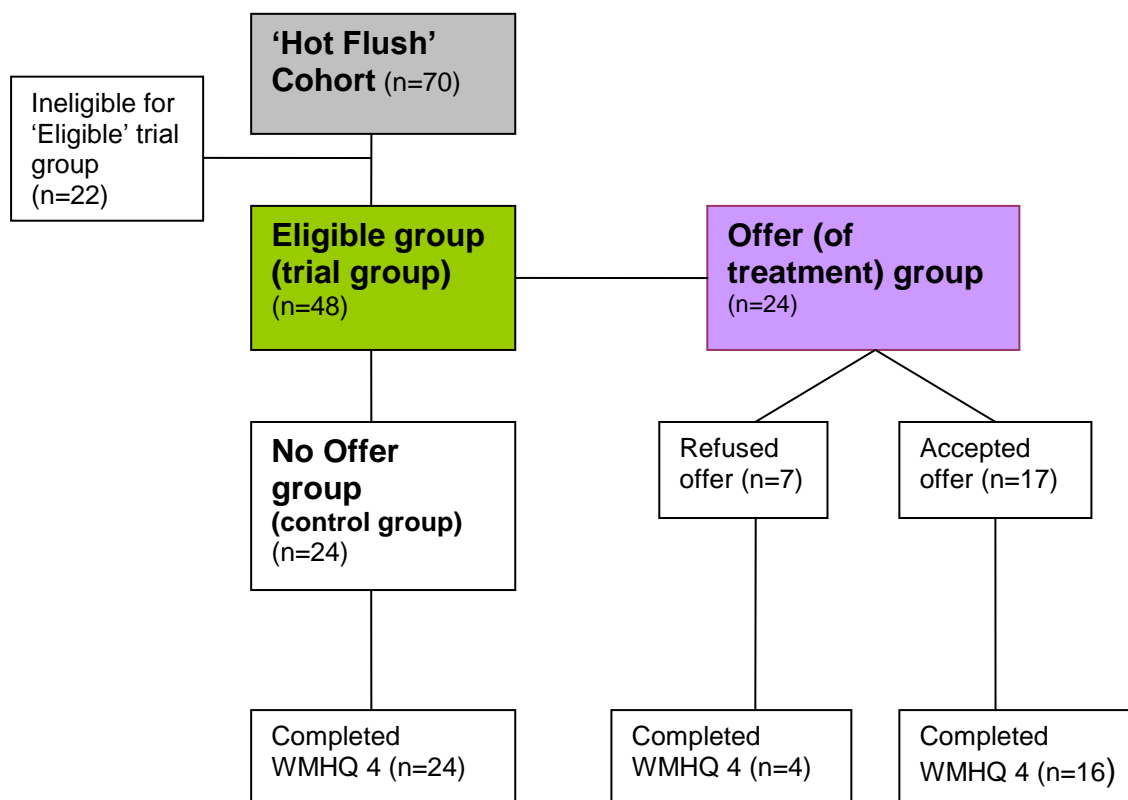 ‘Hot Flush’
Cohort (n=70)
Ineligible for
‘Eligible’ trial
group
(n=22)
Eligible group
(trial group)
(n=48)
Offer (of
treatment) group
(n=24)
No Offer
group
(control group)
(n=24)
Refused
offer (n=7)
Accepted
offer (n=17)
Completed
WMHQ 4 (n=24)
Completed
WMHQ 4 (n=4)
Completed
WMHQ 4 (n=16)